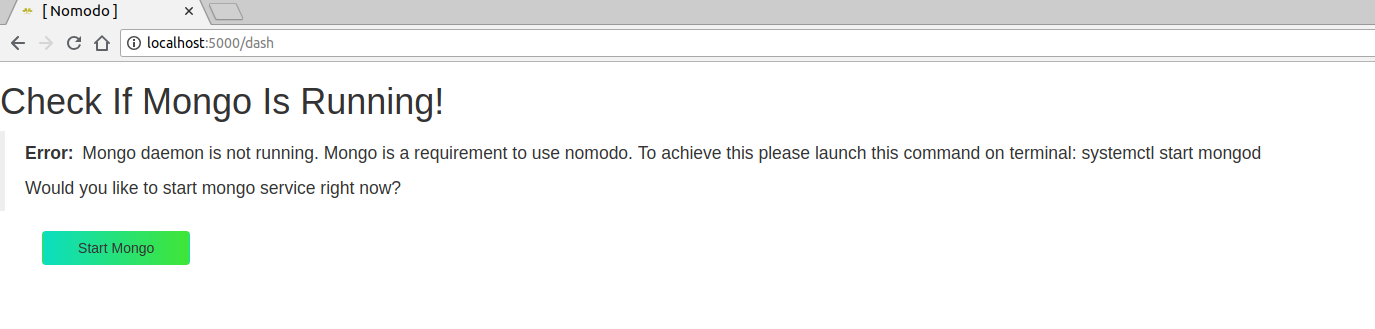 [ Nomodo ]
localhost:5000/dash
Check If Mongo Is Running!
Error: Mongo daemon is not running. Mongo is a requirement to use nomodo. To achieve this please launch this command on terminal: systemctl start mongod
Would you like to start mongo service right now?
Start Mongo